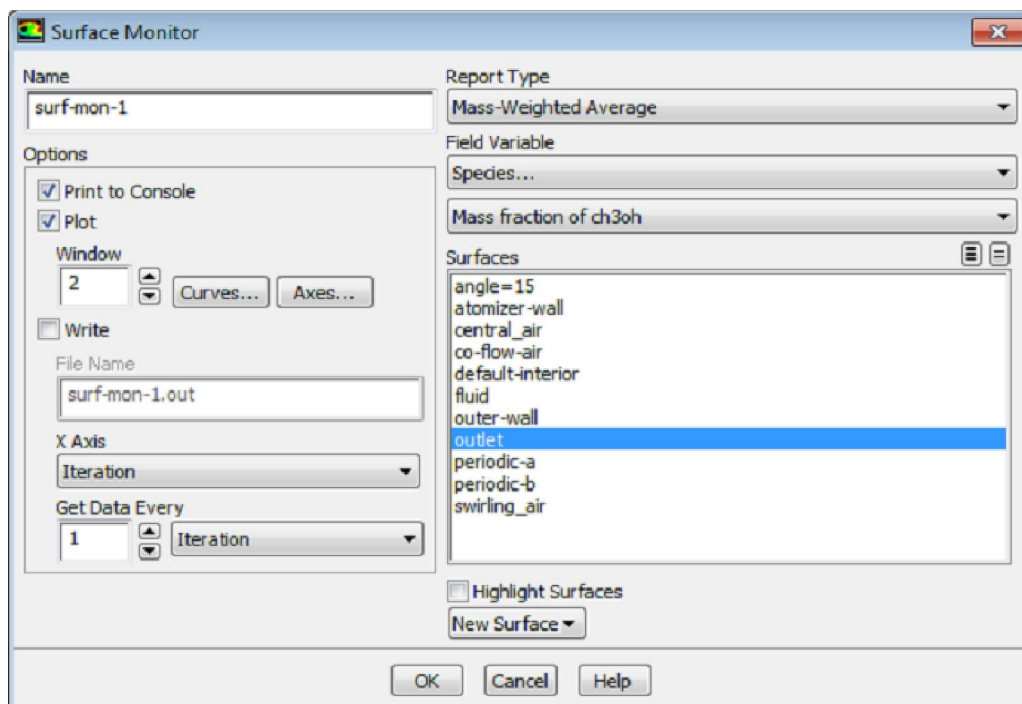 Surface Monitor
Name
surf-mon-1
Options
Print to Console
Plot
Window
2
Curves... Axes...
Write
File Name
surf-mon-1.out
X Axis
Iteration
Get Data Every
1 Iteration
Report Type
Mass-Weighted Average
Field Variable
Species...
Mass fraction of ch3oh
Surfaces
angle=15
atomizer-wall
central_air
co-flow-air
default-interior
fluid
outer-wall
outlet
periodic-a
periodic-b
swirling_air
Highlight Surfaces
New Surface
OK Cancel Help